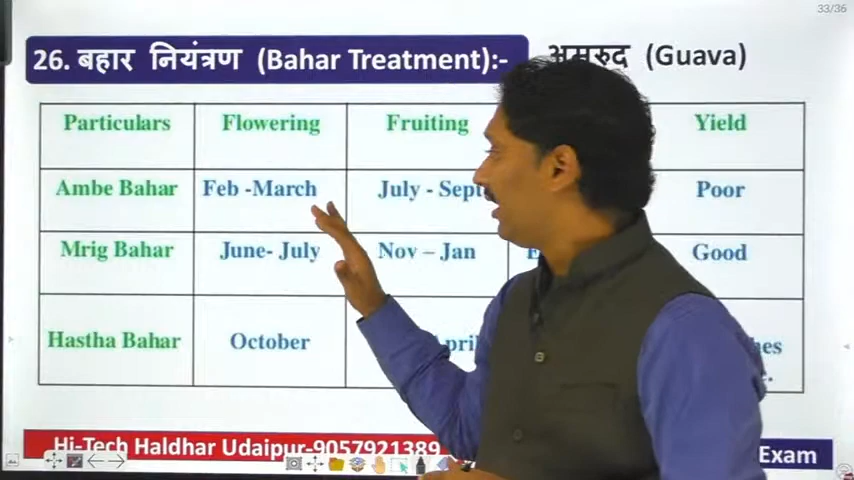 33/36
26. बहार नियंत्रण (Bahar Treatment):- अमरुद (Guava)
Particulars Flowering Fruiting Yield
Ambe Bahar Feb -March July - Sept Poor
Mrig Bahar June- July Nov – Jan Good
Hastha Bahar October April
Hi-Tech Haldhar Udaipur-9057921389 Exam